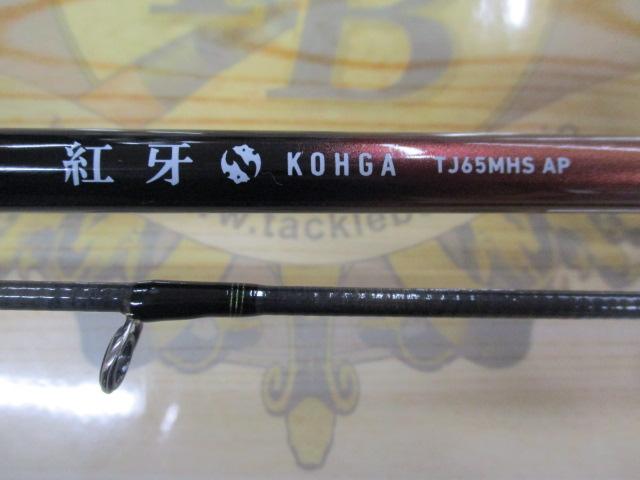 B
紅牙 KOHGA TJ65MHS AP
w.tackleb